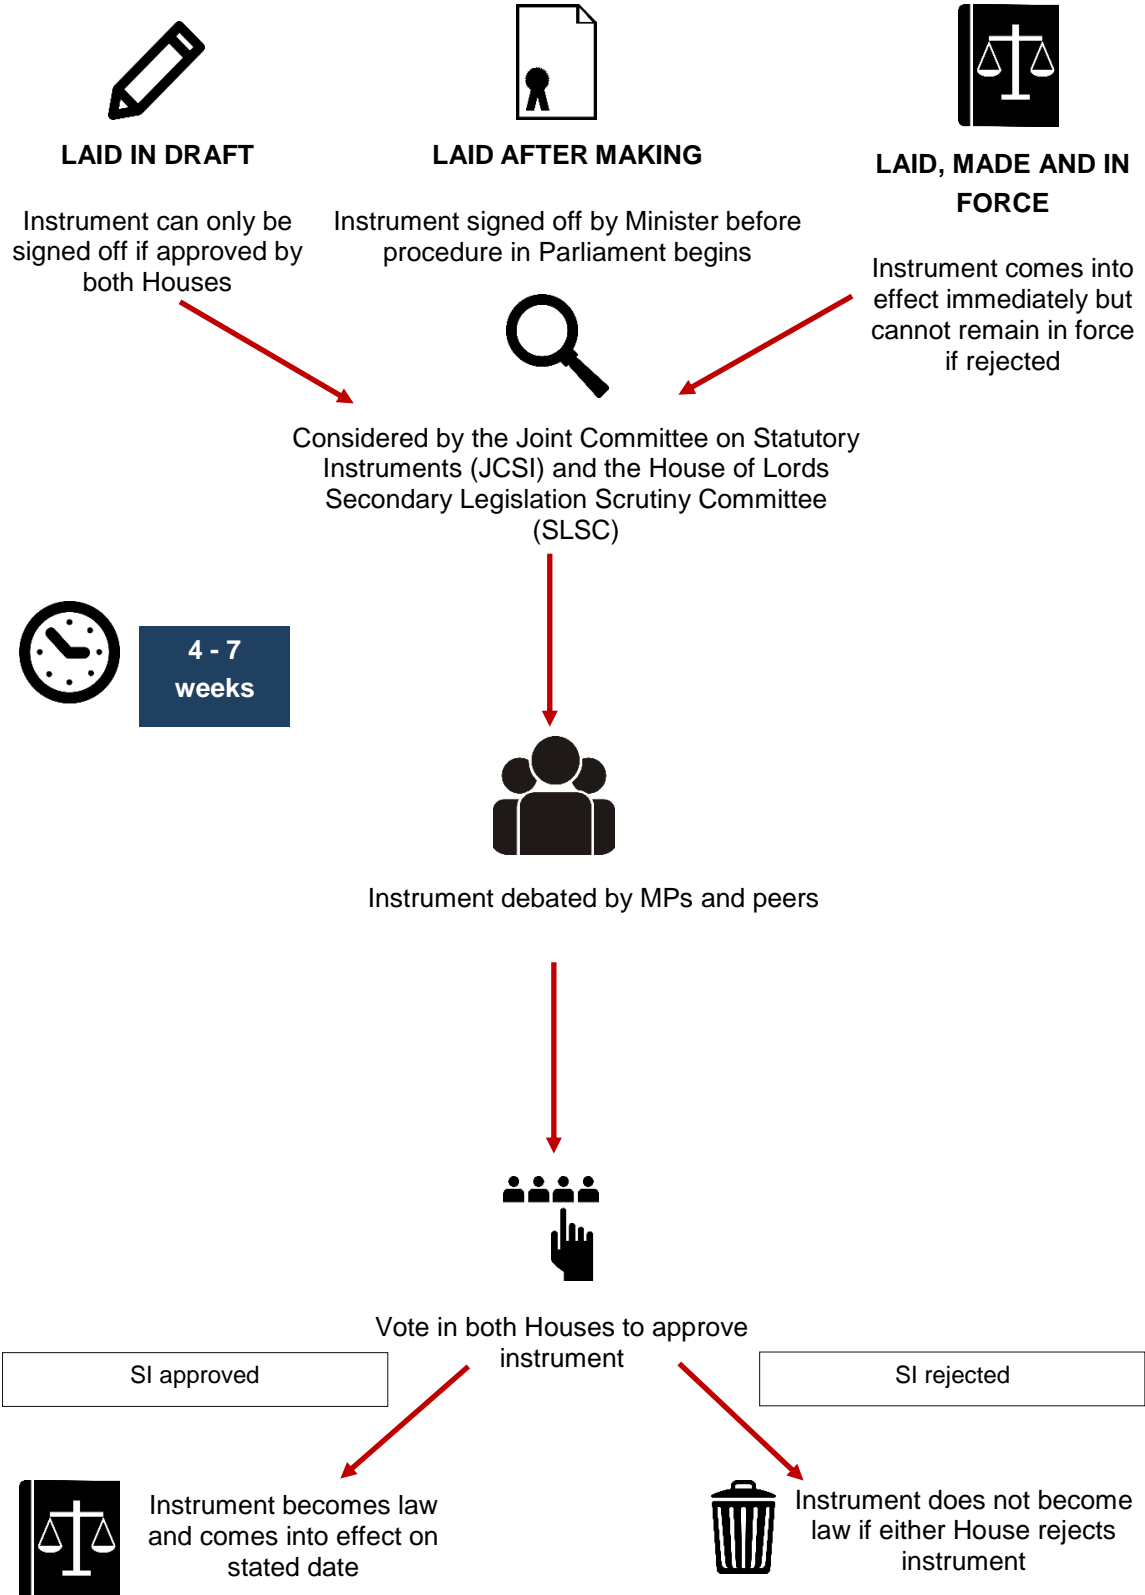 LAID IN DRAFT
Instrument can only be
signed off if approved by
both Houses
LAID AFTER MAKING
Instrument signed off by Minister before
procedure in Parliament begins
LAID, MADE AND IN
FORCE
Instrument comes into
effect immediately but
cannot remain in force
if rejected
Considered by the Joint Committee on Statutory
Instruments (JCSI) and the House of Lords
Secondary Legislation Scrutiny Committee
(SLSC)
4 - 7
weeks
Instrument debated by MPs and peers
Vote in both Houses to approve
instrument
SI approved
SI rejected
Instrument becomes law
and comes into effect on
stated date
Instrument does not become
law if either House rejects
instrument